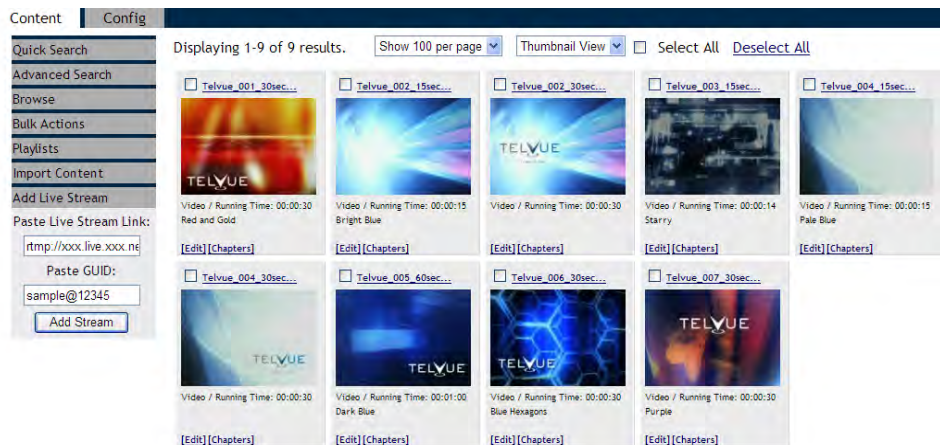 Content Config
Quick Search
Advanced Search
Browse
Bulk Actions
Playlists
Import Content
Add Live Stream
Paste Live Stream Link:
rtmp://xxx.live.xxx.ne
Paste GUID:
sample@12345
Add Stream
Displaying 1-9 of 9 results. Show 100 per page Thumbnail View Select All Deselect All
Telvue_001_30sec...
TELVUE
Video / Running Time: 00:00:30
Red and Gold
[Edit] [Chapters]
Telvue_002_15sec...
Video / Running Time: 00:00:15
Bright Blue
[Edit] [Chapters]
Telvue_002_30sec...
TELVUE
Video / Running Time: 00:00:30
[Edit] [Chapters]
Telvue_003_15sec...
Video / Running Time: 00:00:14
Starry
[Edit] [Chapters]
Telvue_004_15sec...
Video / Running Time: 00:00:15
Pale Blue
[Edit] [Chapters]
Telvue_004_30sec...
TELVUE
Video / Running Time: 00:00:30
[Edit] [Chapters]
Telvue_005_60sec...
TELVUE
Video / Running Time: 00:01:00
Dark Blue
[Edit] [Chapters]
Telvue_006_30sec...
TELVUE
Video / Running Time: 00:00:30
Blue Hexagons
[Edit] [Chapters]
Telvue_007_30sec...
TELVUE
Video / Running Time: 00:00:30
Purple
[Edit] [Chapters]